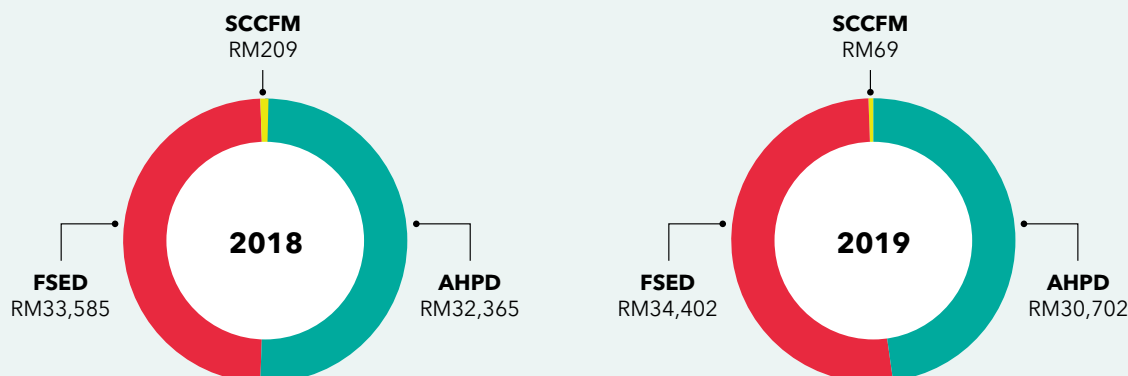 SCCFM
RM209
2018
FSED
RM33,585
AHPD
RM32,365
SCCFM
RM69
2019
FSED
RM34,402
AHPD
RM30,702